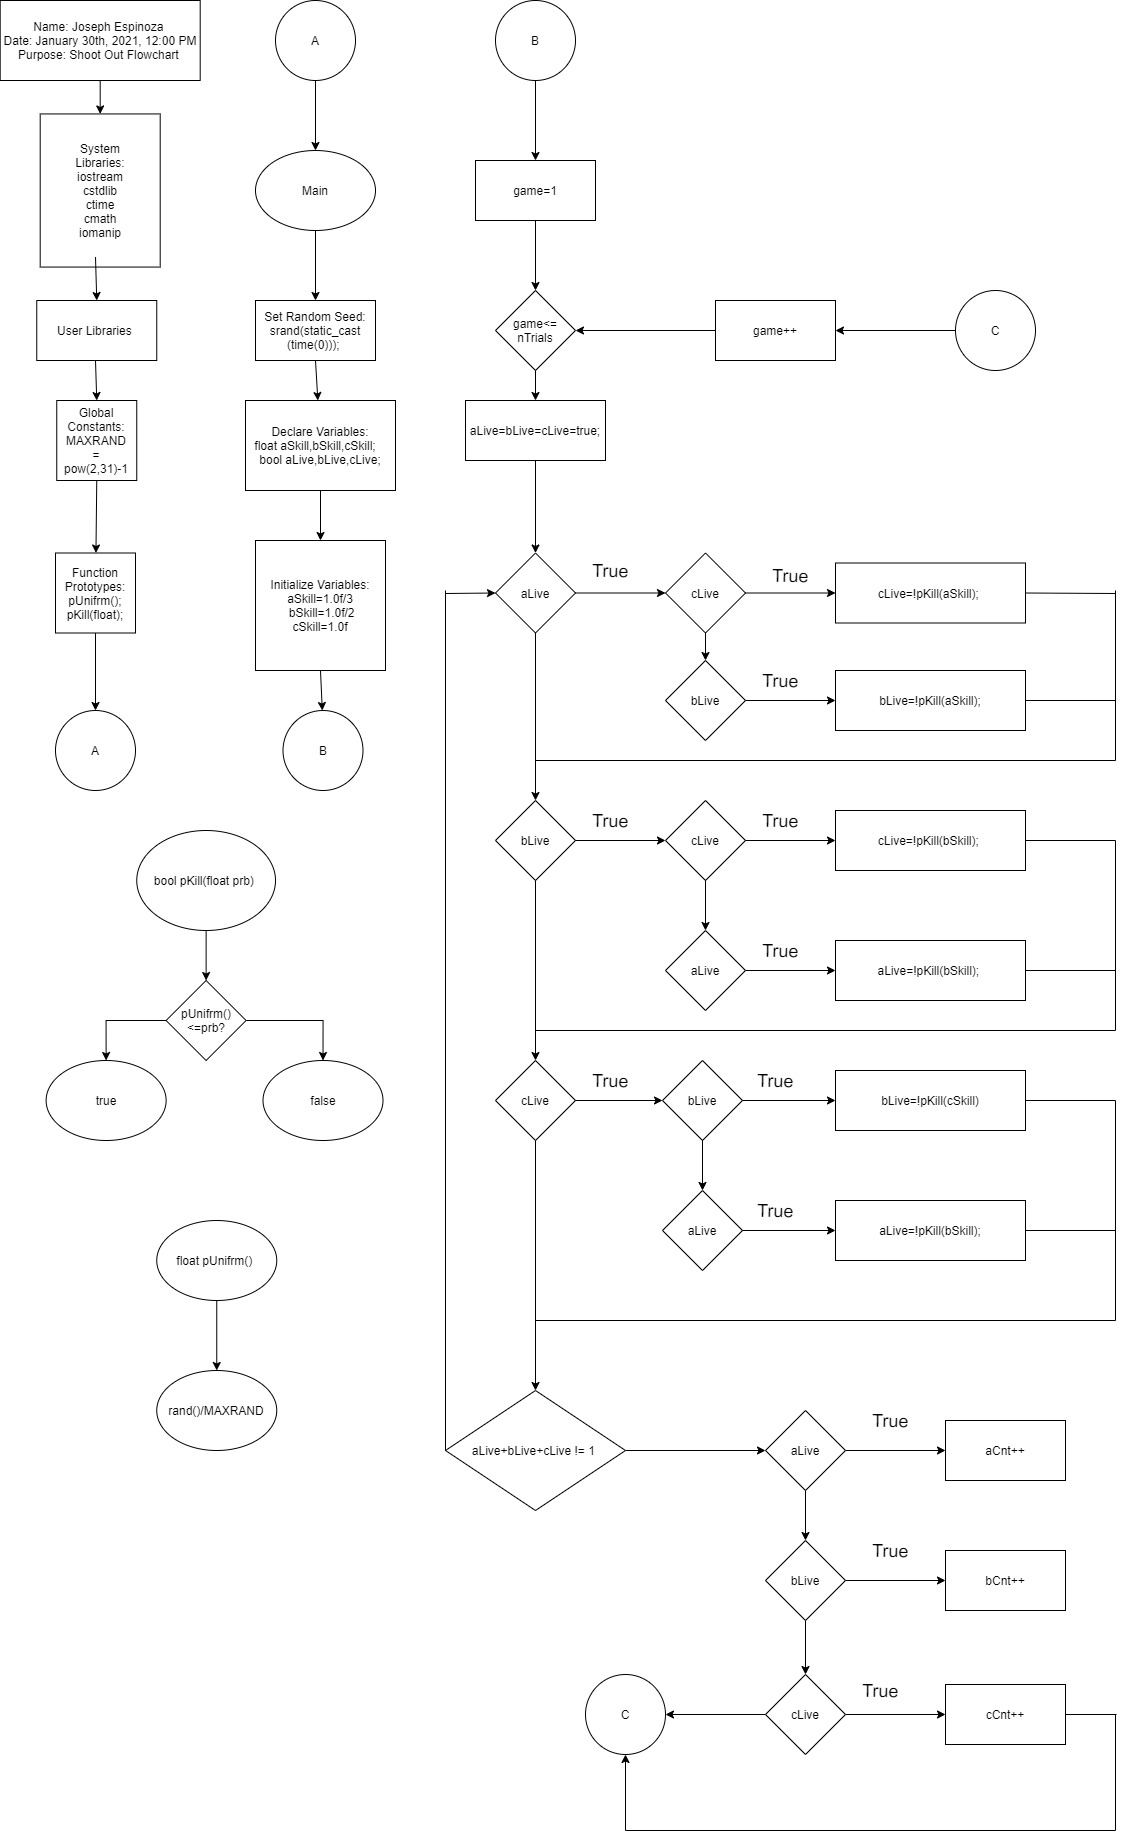 Name: Joseph Espinoza
Date: January 30th, 2021, 12:00 PM
Purpose: Shoot Out Flowchart
System
Libraries:
iostream
cstdlib
ctime
cmath
iomanip
User Libraries
Global
Constants:
MAXRAND
=
pow(2,31)-1
Function
Prototypes:
pUnifrm();
pKill(float);
A
A
Main
Set Random Seed:
srand(static_cast
(time(0)));
Declare Variables:
float aSkill,bSkill,cSkill;
bool aLive,bLive,cLive;
Initialize Variables:
aSkill=1.0f/3
bSkill=1.0f/2
cSkill=1.0f
B
bool pKill(float prb)
pUnifrm()
<=prb?
true
false
float pUnifrm()
rand()/MAXRAND
B
game=1
game<=
nTrials
game++
C
aLive=bLive=cLive=true;
aLive
True
cLive
True
cLive=!pKill(aSkill);
bLive
True
bLive=!pKill(aSkill);
bLive
True
cLive
True
cLive=!pKill(bSkill);
aLive
True
aLive=!pKill(bSkill);
cLive
True
bLive
True
bLive=!pKill(cSkill)
aLive
True
aLive=!pKill(bSkill);
aLive+bLive+cLive != 1
aLive
True
aCnt++
bLive
True
bCnt++
C
cLive
True
cCnt++